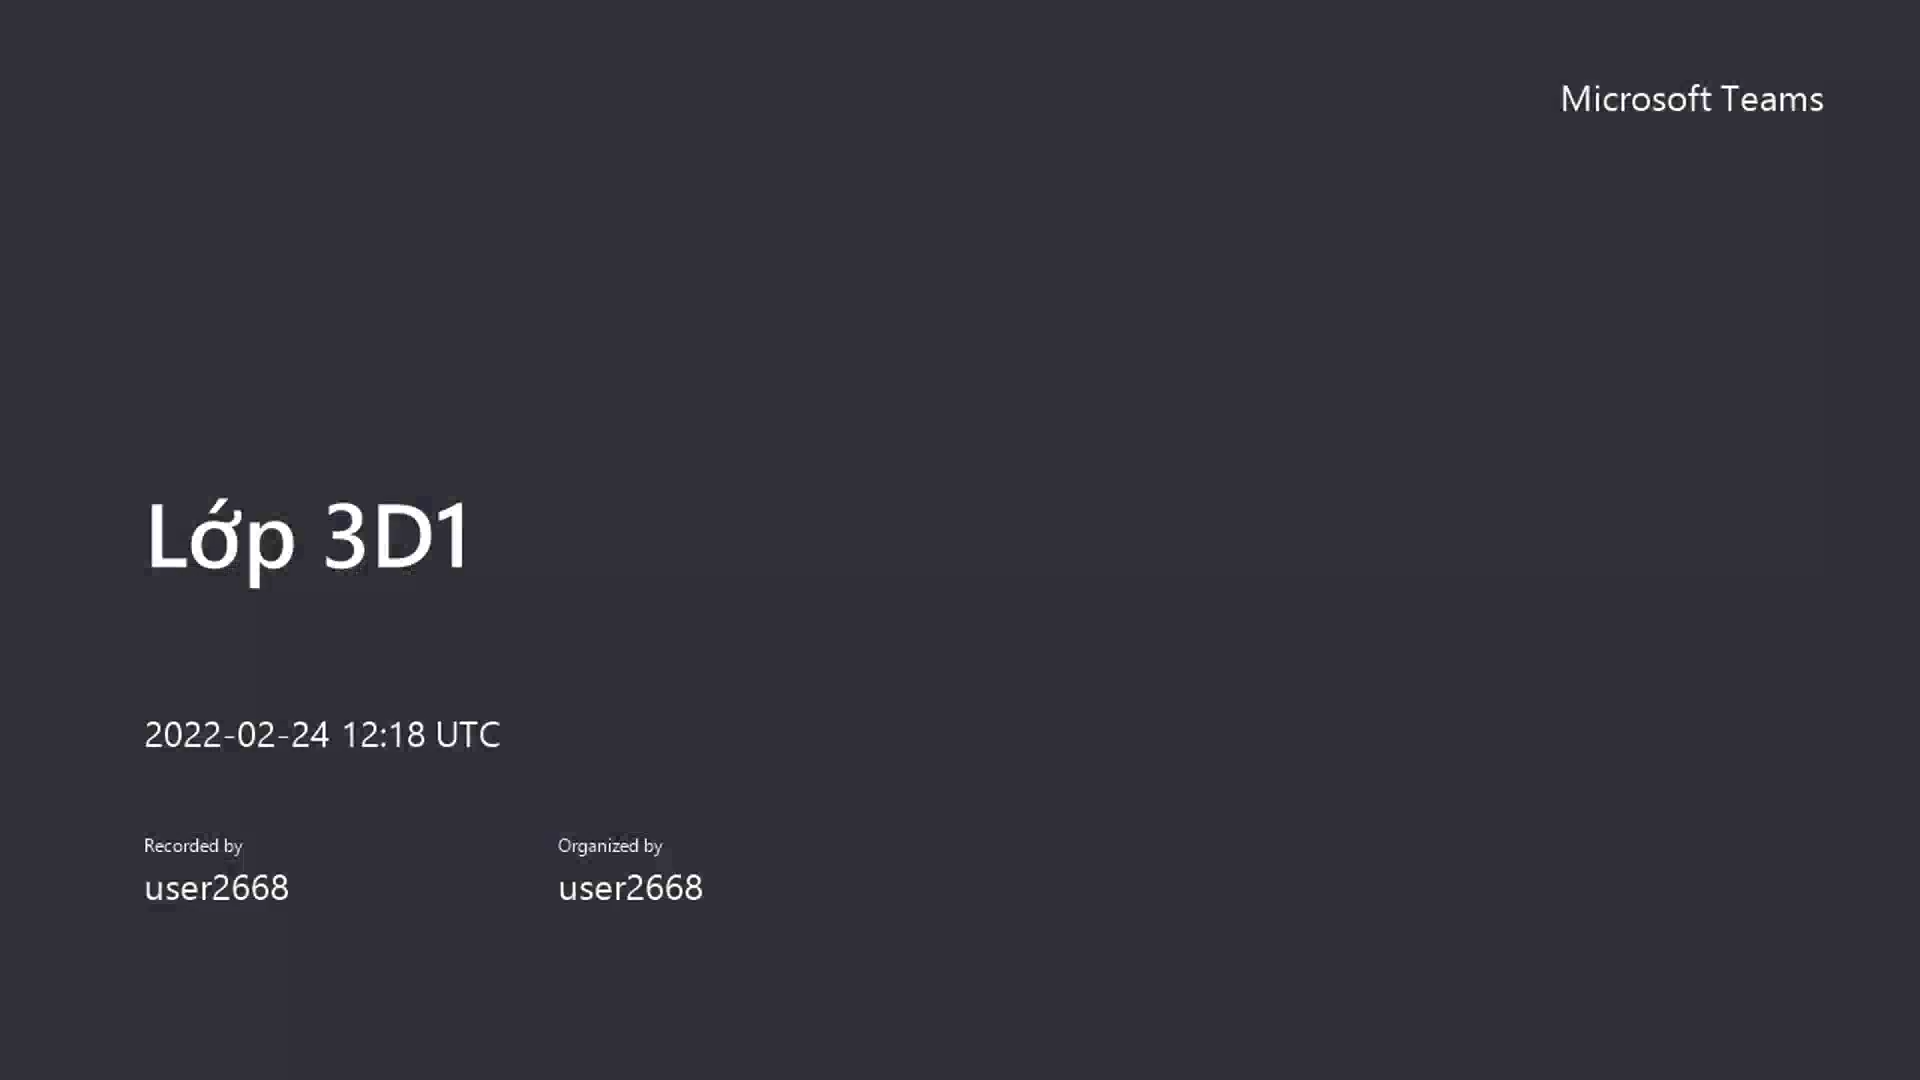 Microsoft Teams
Lớp 3D1
2022-02-24 12:18 UTC
Recorded by
user2668
Organized by
user2668